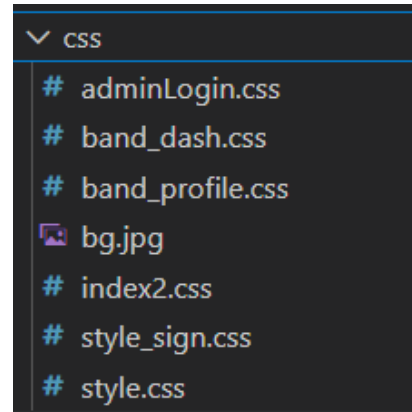 css
# adminLogin.css
# band_dash.css
# band_profile.css
bg.jpg
# index2.css
# style_sign.css
# style.css